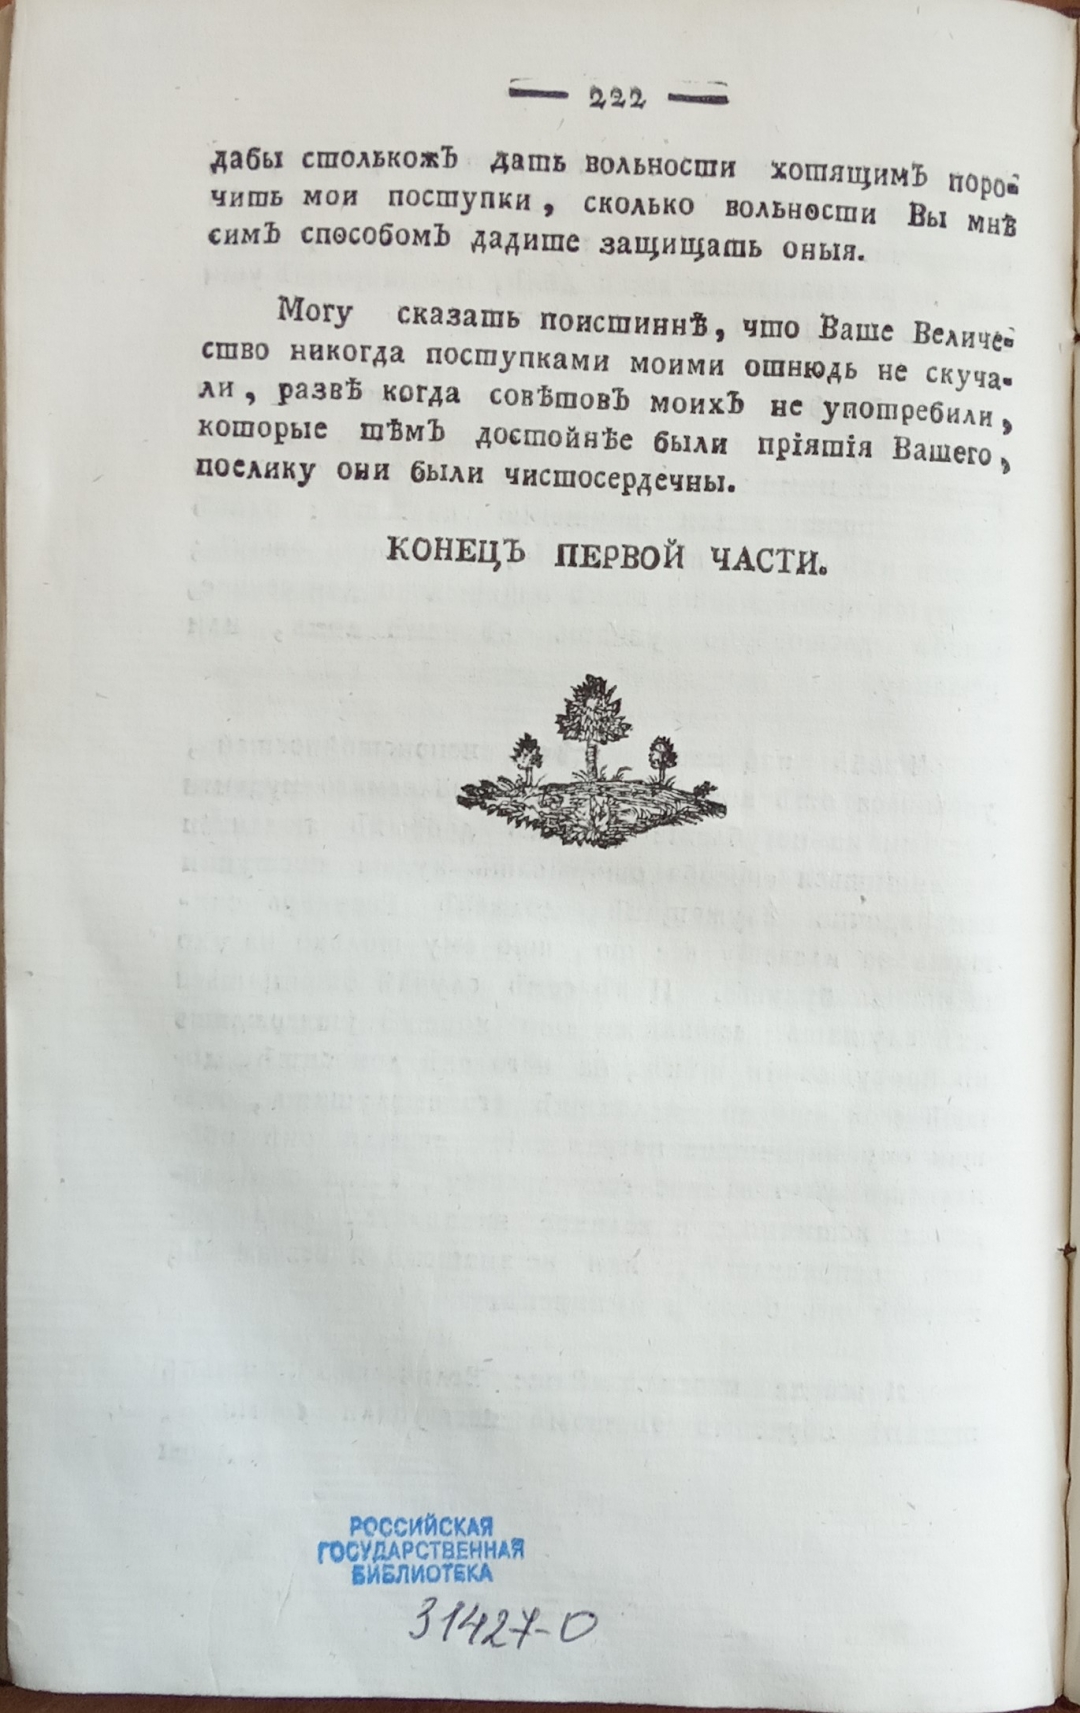 — 222 —
дабы столькожЪ дать вольности хотящимЪ поро-
чить мои поступки, сколько вольности Вы мнѣ
симЪ способомЪ дадите защищать оныя.
Могу сказать поистиннѣ, что Ваше Величе-
ство никогда поступками моими отнюдь не скуча-
ли, развѣ когда совѣтовЪ моихЪ не употребили,
которые тѣмЪ достойнѣе были прїятїя Вашего,
поелику они были чистосердечны.
КОНЕЦЪ ПЕРВОЙ ЧАСТИ.
РОССИЙСКАЯ
ГОСУДАРСТВЕННАЯ
БИБЛИОТЕКА
31427-0